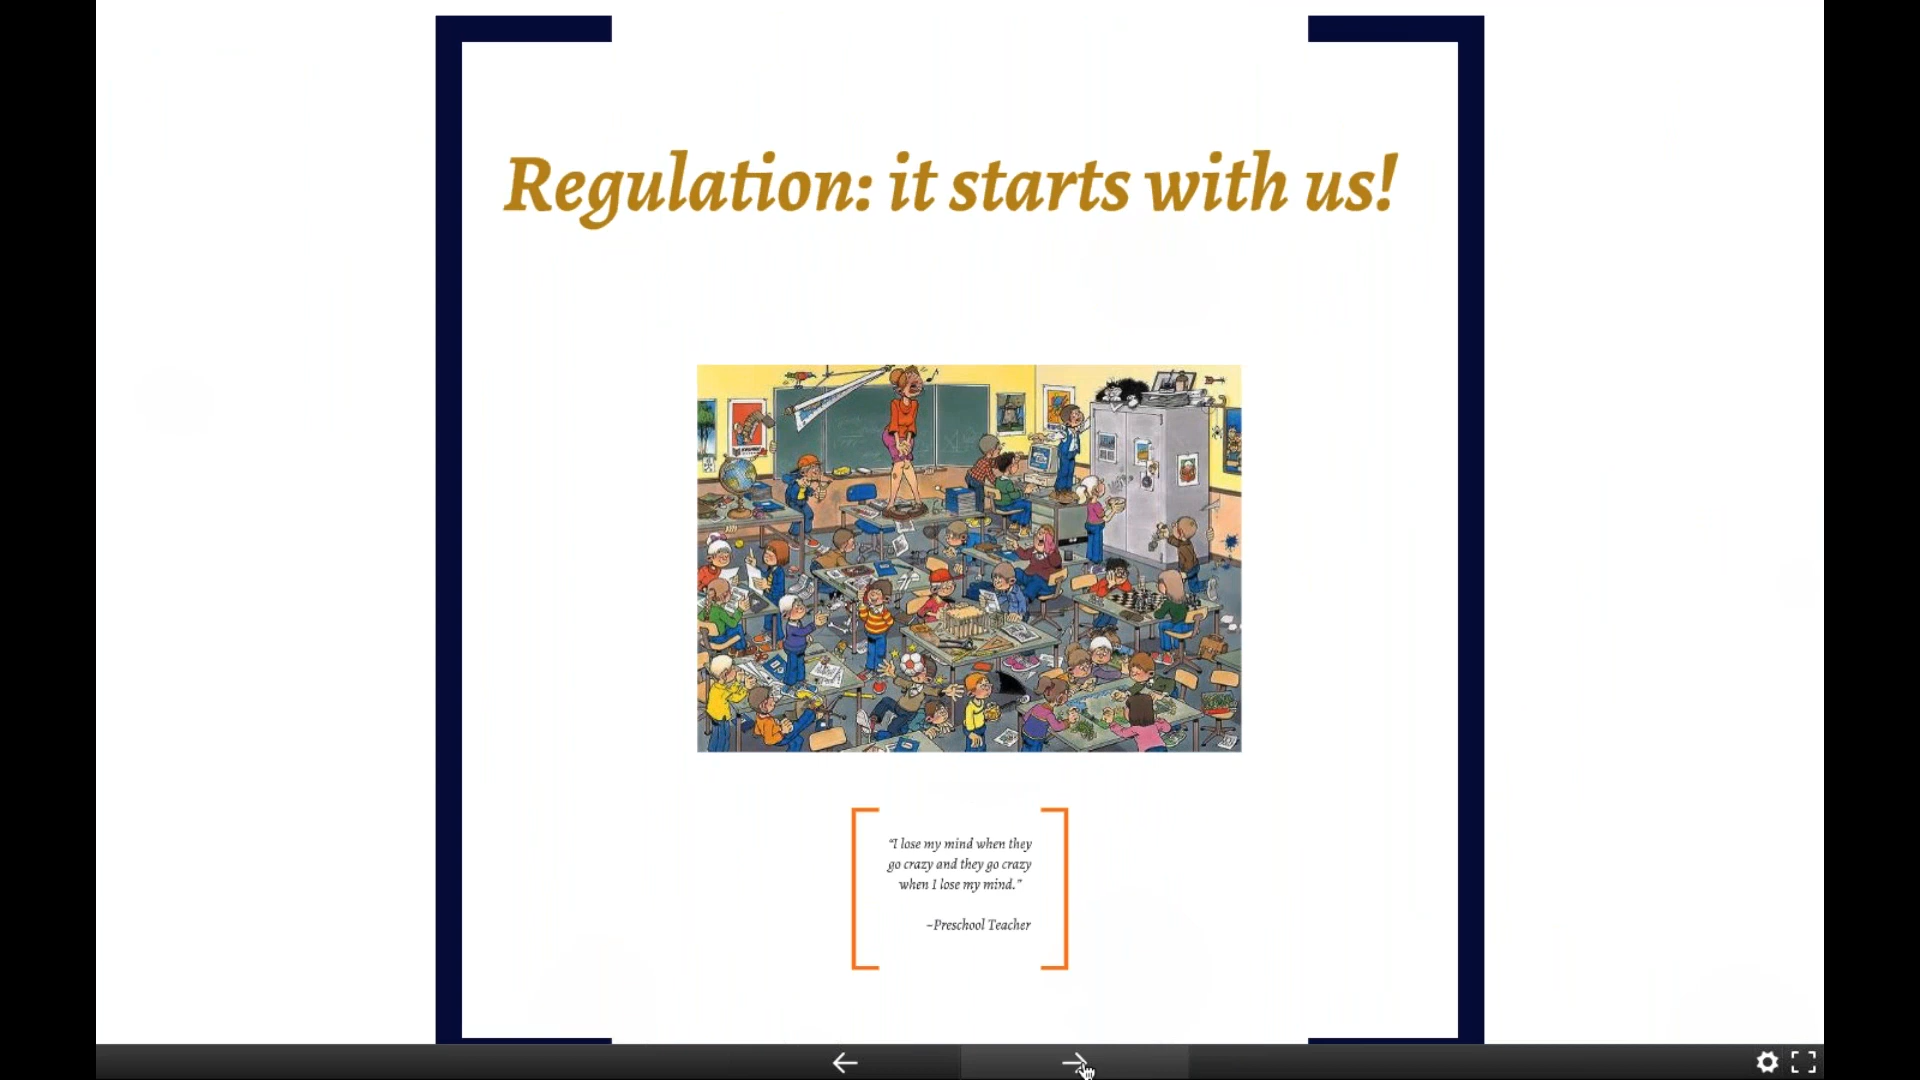 Regulation: it starts with us!
“I lose my mind when they
go crazy and they go crazy
when I lose my mind.”
~Preschool Teacher